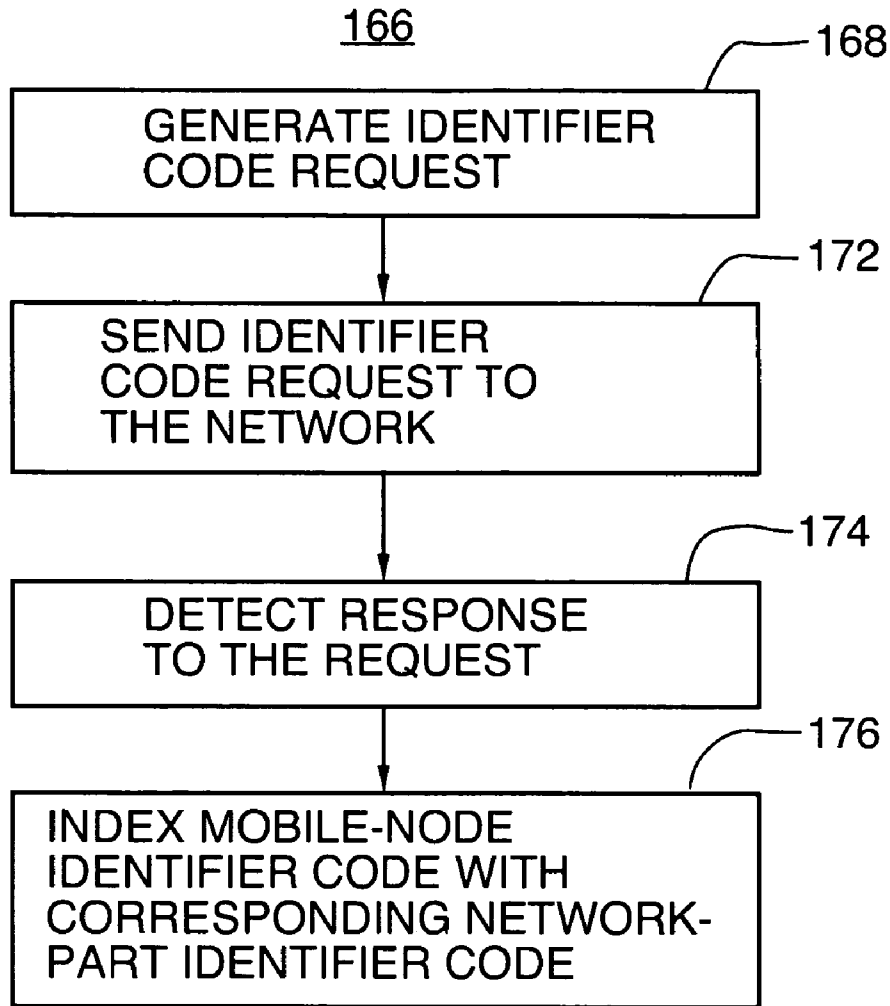 166
168
GENERATE IDENTIFIER
CODE REQUEST
172
SEND IDENTIFIER
CODE REQUEST TO
THE NETWORK
174
DETECT RESPONSE
TO THE REQUEST
176
INDEX MOBILE-NODE
IDENTIFIER CODE WITH
CORRESPONDING NETWORK-
PART IDENTIFIER CODE